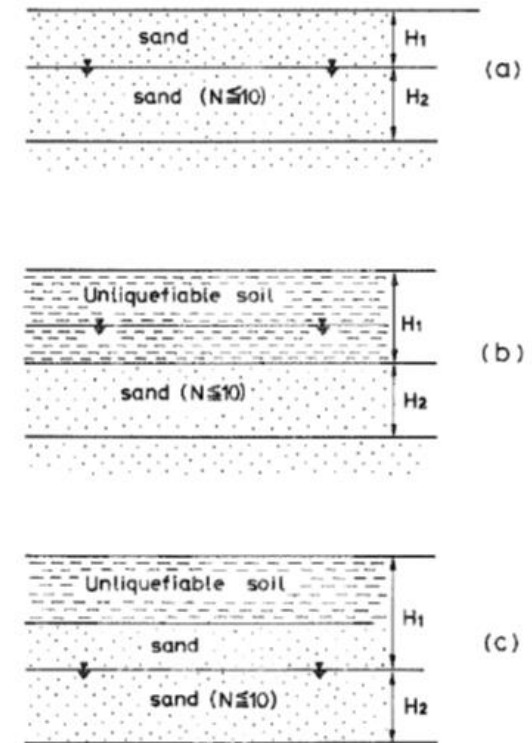 sand H₁
(a)
sand (N≦10) H₂
Unliquefiable soil
H₁
(b)
sand (N≦10) H₂
Unliquefiable soil
H₁
sand
(c)
sand (N≦10) H₂